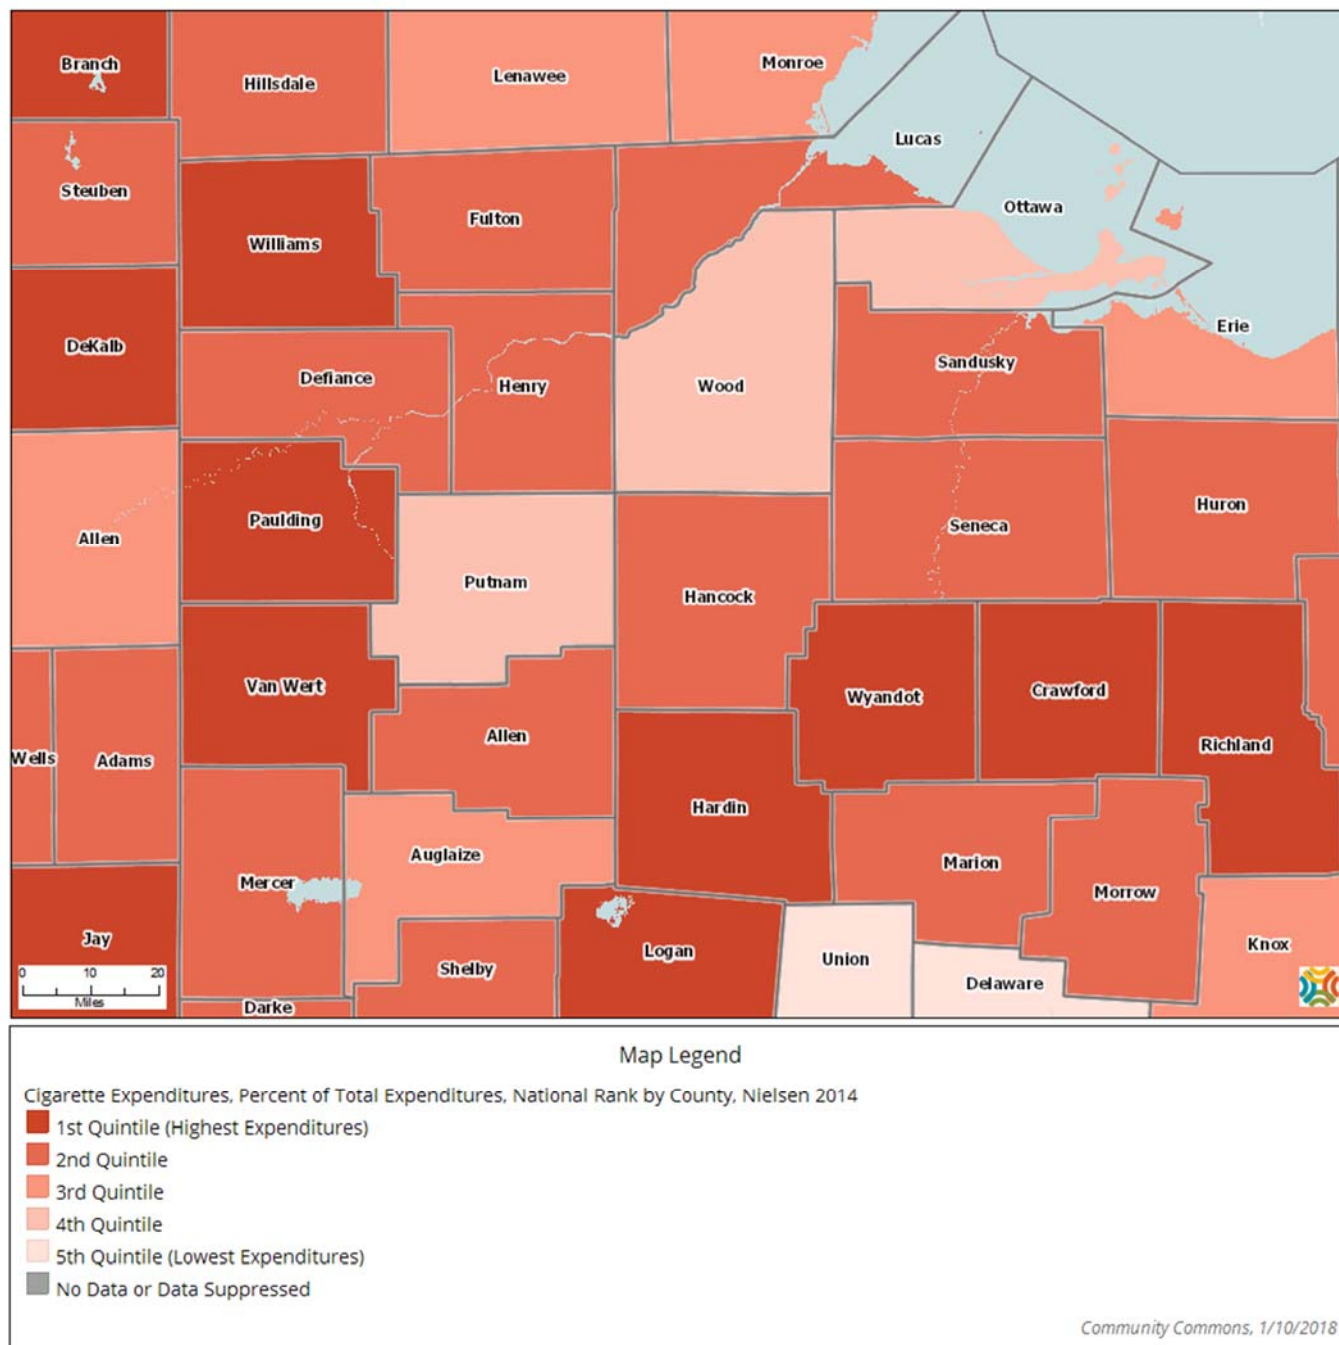 Branch
Hillsdale
Lenawee
Monroe
Lucas
Steuben
Ottawa
Williams
Fulton
Erie
DeKalb
Defiance
Henry
Wood
Sandusky
Allen
Paulding
Putnam
Hancock
Seneca
Huron
Van Wert
Allen
Wyandot
Crawford
Richland
Wells
Adams
Hardin
Mercer
Auglaize
Marion
Morrow
Jay
Shelby
Logan
Union
Delaware
Knox
0 10 20
Miles
Darke
Map Legend
Cigarette Expenditures, Percent of Total Expenditures, National Rank by County, Nielsen 2014
1st Quintile (Highest Expenditures)
2nd Quintile
3rd Quintile
4th Quintile
5th Quintile (Lowest Expenditures)
No Data or Data Suppressed
Community Commons, 1/10/2018